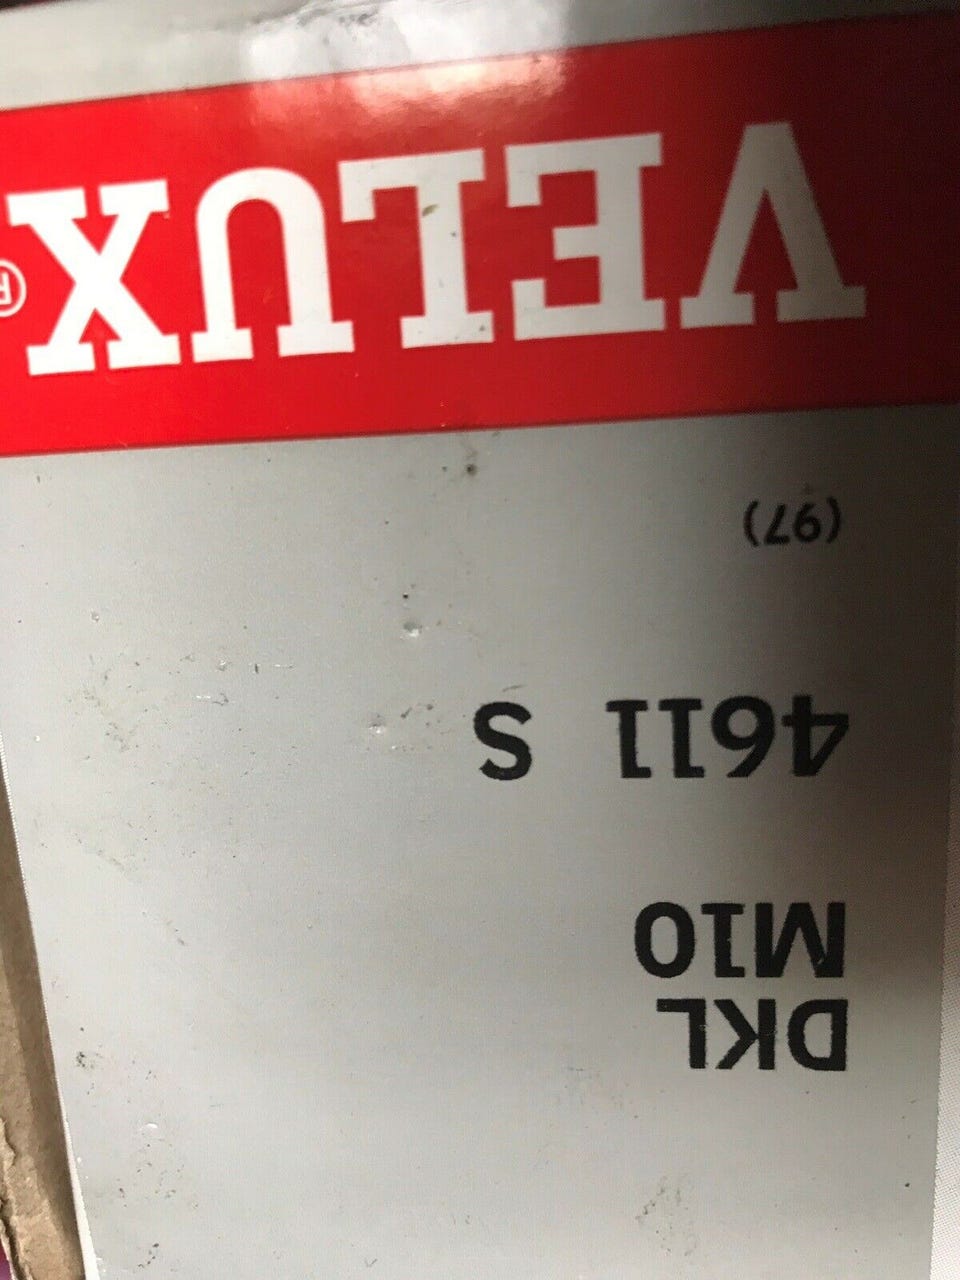 DKL
M10
4611 S
(97)
VELUX®